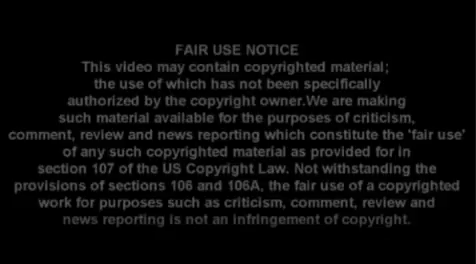 FAIR USE NOTICE
This video may contain copyrighted material;
the use of which has not been specifically
authorized by the copyright owner.We are making
such material available for the purposes of criticism,
comment, review and news reporting which constitute the 'fair use'
of any such copyrighted material as provided for in
section 107 of the US Copyright Law. Not withstanding the
provisions of sections 106 and 106A, the fair use of a copyrighted
work for purposes such as criticism, comment, review and
news reporting is not an infringement of copyright.